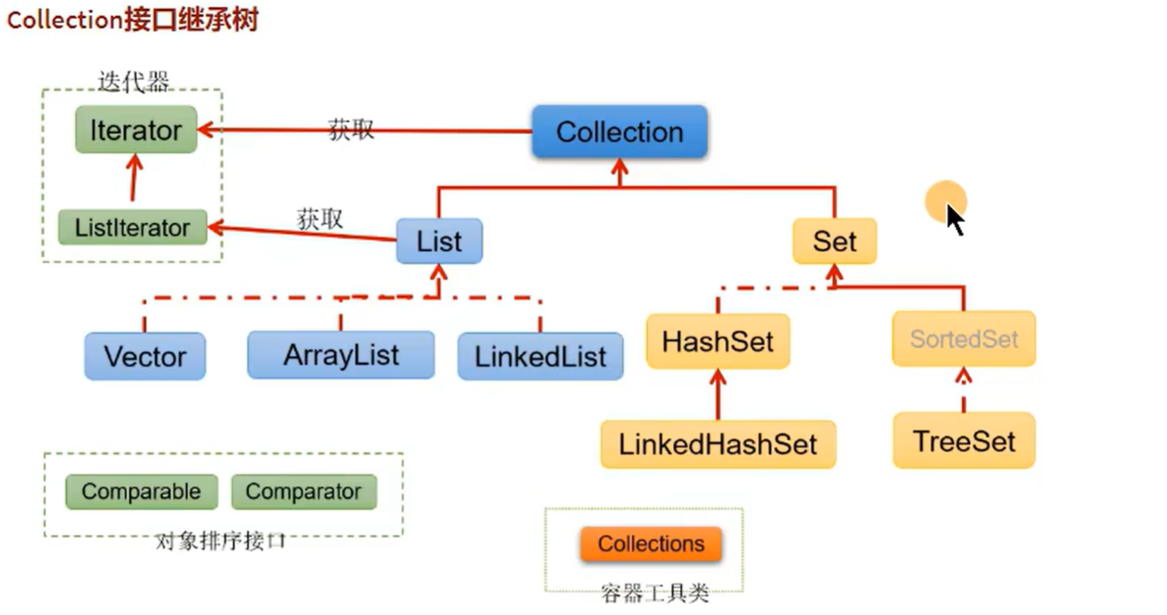 Collection接口继承树
迭代器
Iterator
获取
Collection
ListIterator
获取
List
Set
Vector
ArrayList
LinkedList
HashSet
SortedSet
LinkedHashSet
TreeSet
Comparable
Comparator
对象排序接口
Collections
容器工具类